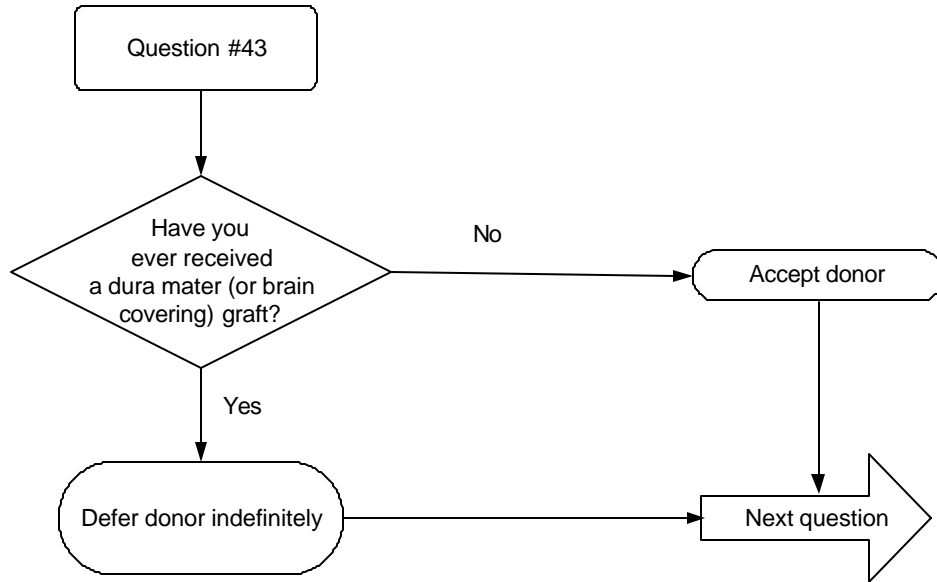 Question #43
Have you
ever received
a dura mater (or brain
covering) graft?
No
Accept donor
Yes
Defer donor indefinitely
Next question